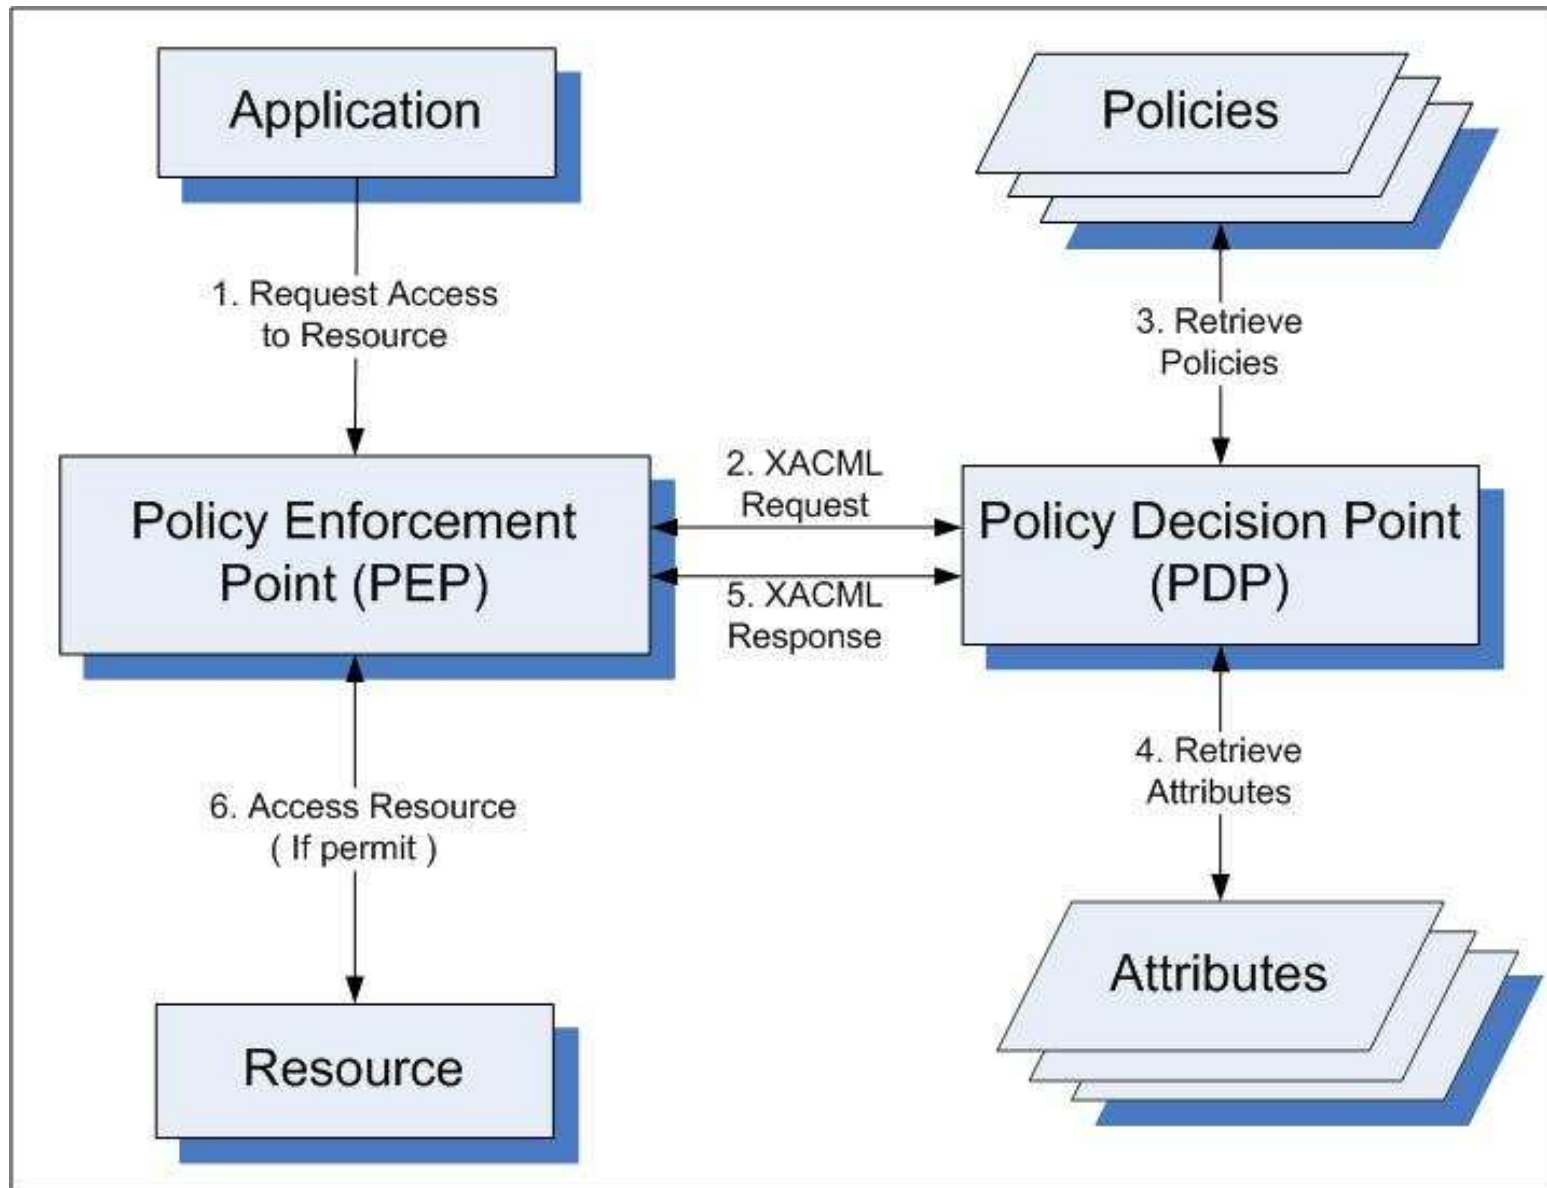 Application
Policies
1. Request Access
to Resource
3. Retrieve
Policies
Policy Enforcement
Point (PEP)
2. XACML
Request
5. XACML
Response
Policy Decision Point
(PDP)
6. Access Resource
( If permit )
4. Retrieve
Attributes
Resource
Attributes